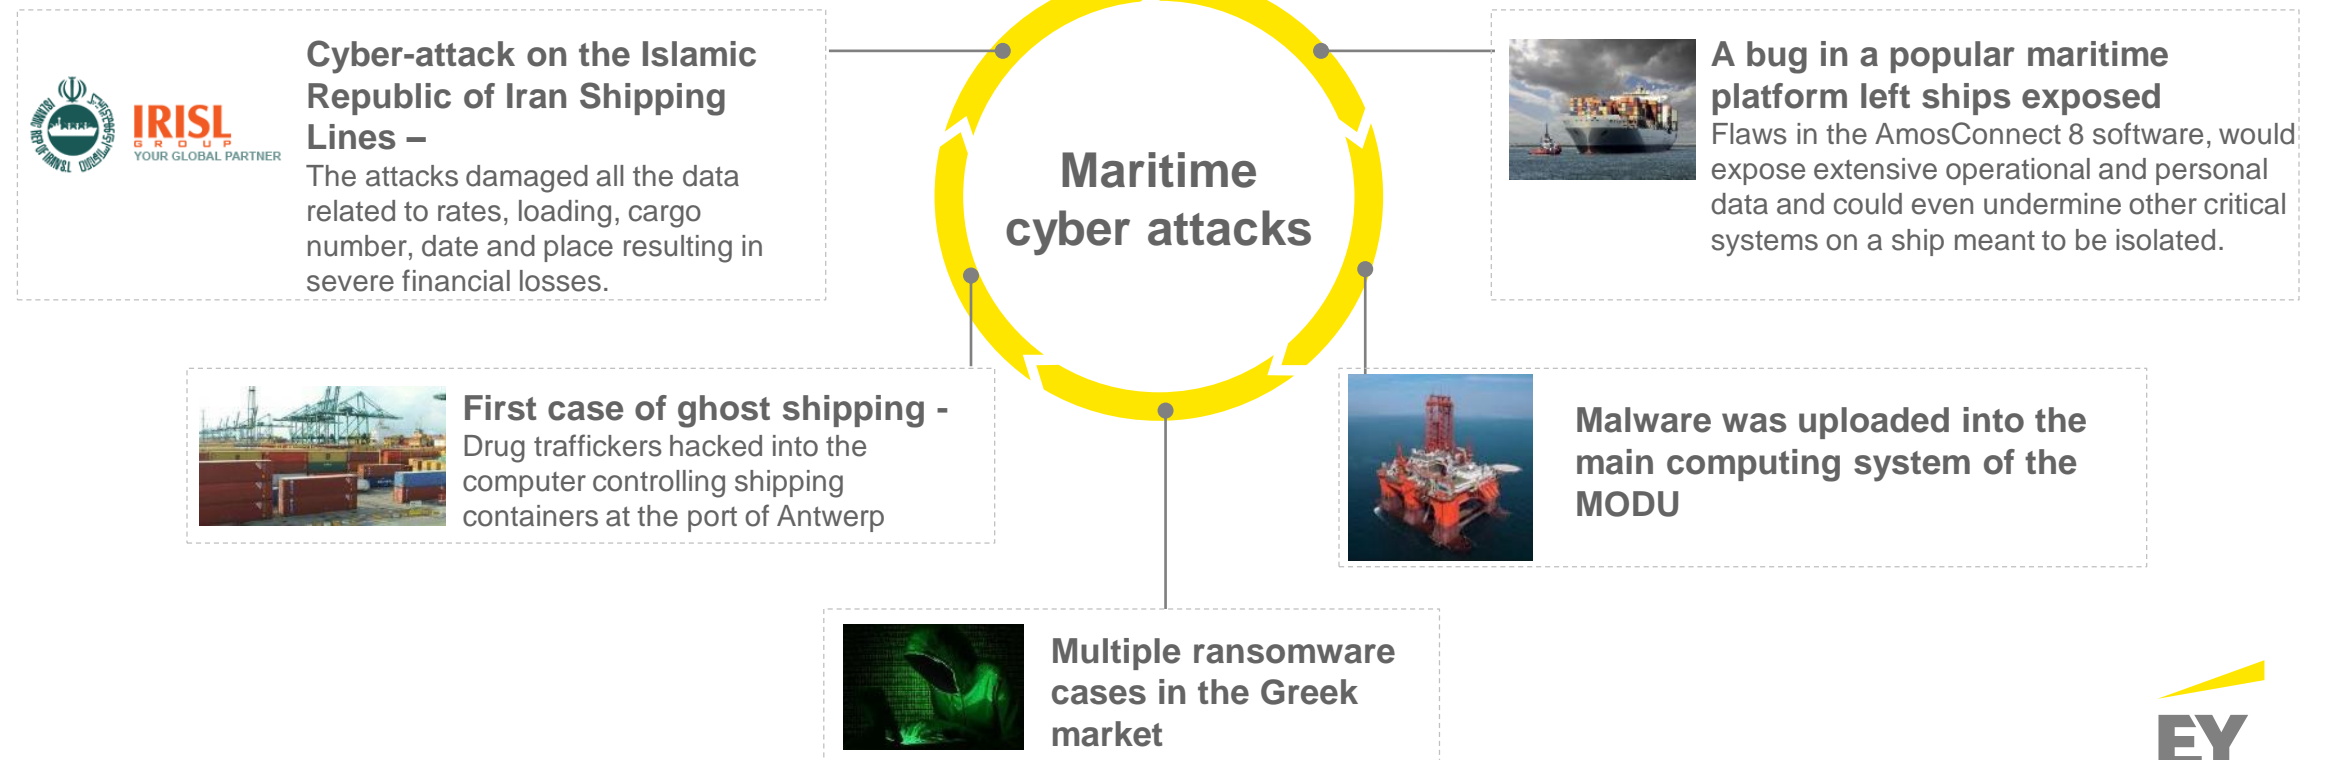 IRISL
GROUP
YOUR GLOBAL PARTNER
Cyber-attack on the Islamic
Republic of Iran Shipping
Lines –
The attacks damaged all the data
related to rates, loading, cargo
number, date and place resulting in
severe financial losses.
Maritime
cyber attacks
A bug in a popular maritime
platform left ships exposed
Flaws in the AmosConnect 8 software, would
expose extensive operational and personal
data and could even undermine other critical
systems on a ship meant to be isolated.
First case of ghost shipping -
Drug traffickers hacked into the
computer controlling shipping
containers at the port of Antwerp
Malware was uploaded into the
main computing system of the
MODU
Multiple ransomware
cases in the Greek
market
EY